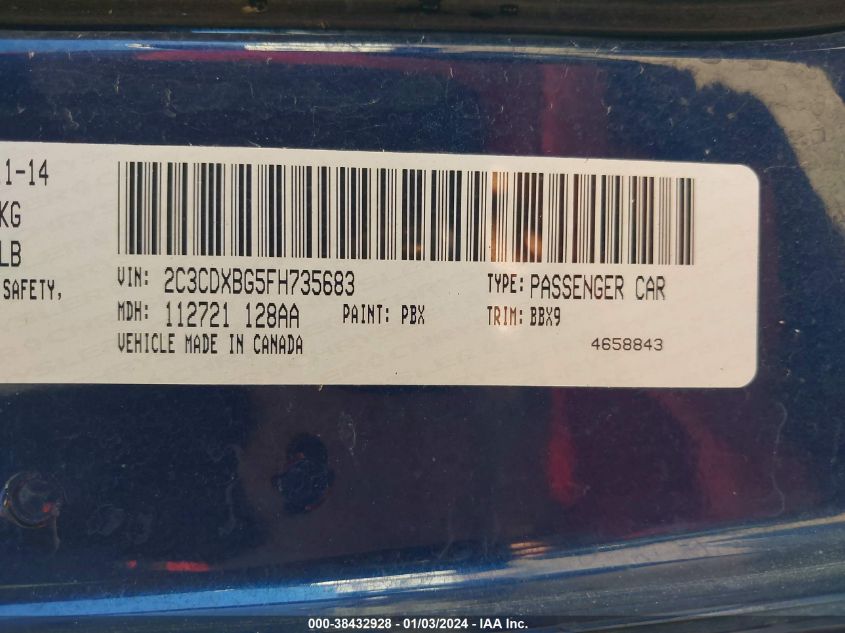 1-14
KG
LB
SAFETY,
VIN: 2C3CDXBG5FH735683 TYPE: PASSENGER CAR
MDH: 112721 128AA PAINT: PBX TRIM: BBX9
VEHICLE MADE IN CANADA 4658843
000-38432928 - 01/03/2024 - IAA Inc.